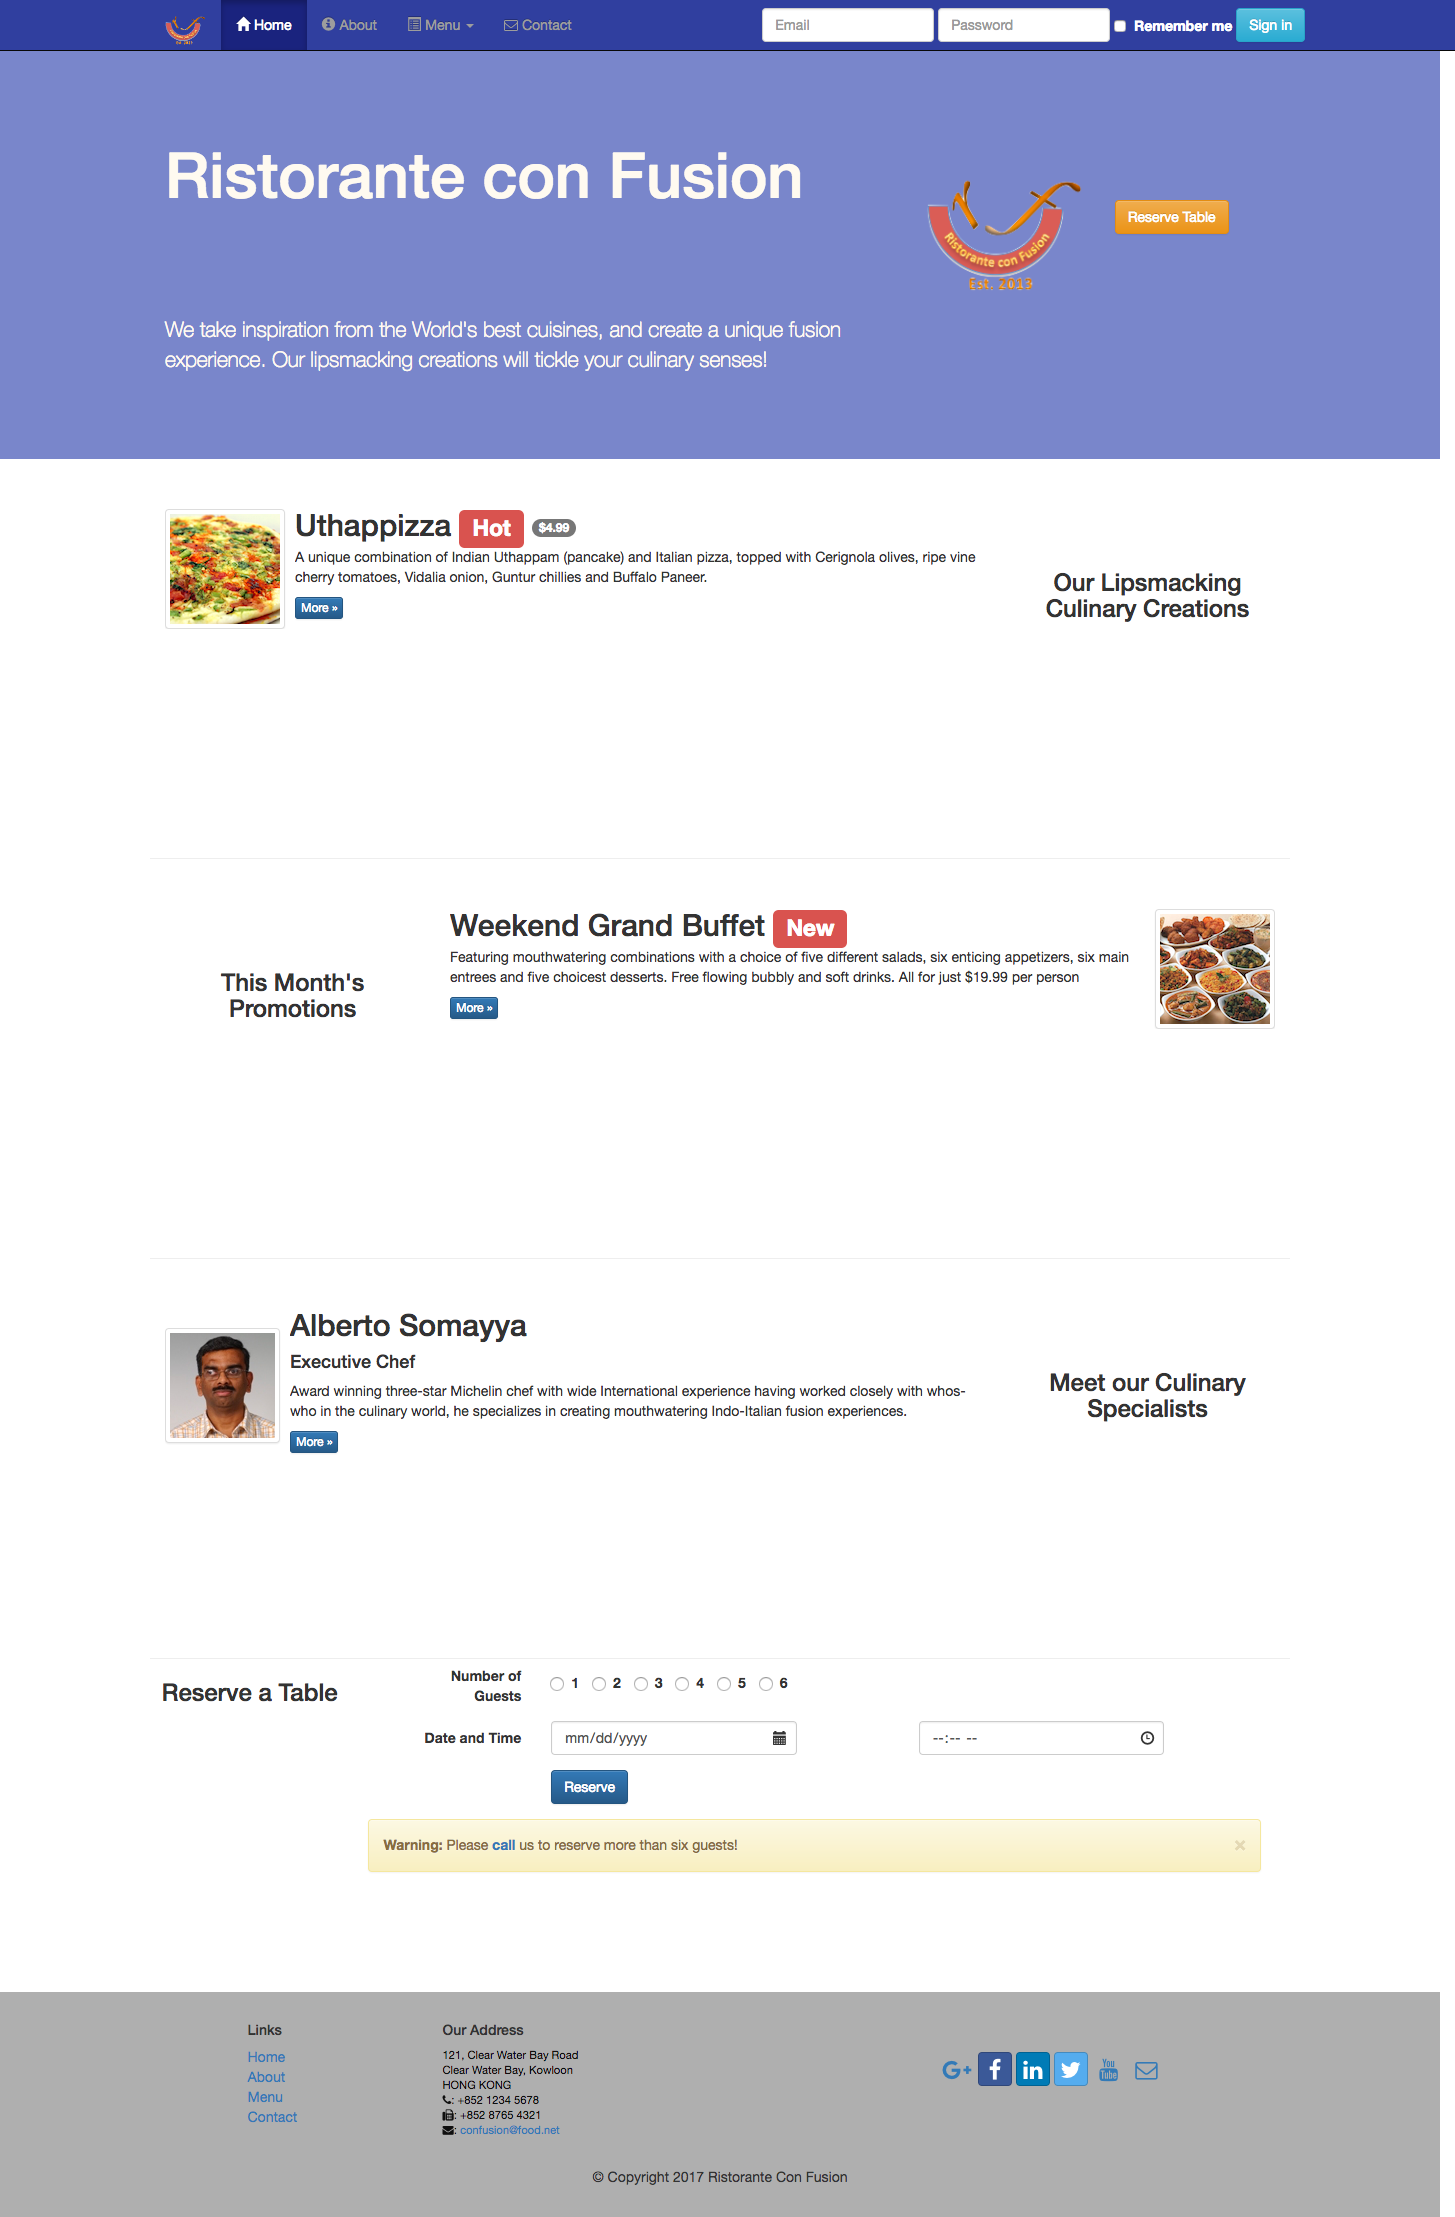 Home About Menu Contact Email Password Remember me Sign in
Ristorante con Fusion
Ristorante con Fusion
Est. 2013
Reserve Table
We take inspiration from the World's best cuisines, and create a unique fusion
experience. Our lipsmacking creations will tickle your culinary senses!
Uthappizza Hot $4.99
A unique combination of Indian Uthappam (pancake) and Italian pizza, topped with Cerignola olives, ripe vine
cherry tomatoes, Vidalia onion, Guntur chillies and Buffalo Paneer.
More »
Our Lipsmacking
Culinary Creations
This Month's
Promotions
Weekend Grand Buffet New
Featuring mouthwatering combinations with a choice of five different salads, six enticing appetizers, six main
entrees and five choicest desserts. Free flowing bubbly and soft drinks. All for just $19.99 per person
More »
Alberto Somayya
Executive Chef
Award winning three-star Michelin chef with wide International experience having worked closely with whos-
who in the culinary world, he specializes in creating mouthwatering Indo-Italian fusion experiences.
More »
Meet our Culinary
Specialists
Reserve a Table
Number of
Guests
1 2 3 4 5 6
Date and Time mm/dd/yyyy --:-- --
Reserve
Warning: Please call us to reserve more than six guests! ×
Links
Home
About
Menu
Contact
Our Address
121, Clear Water Bay Road
Clear Water Bay, Kowloon
HONG KONG
: +852 1234 5678
: +852 8765 4321
: confusion@food.net
G+ f in You Tube
© Copyright 2017 Ristorante Con Fusion